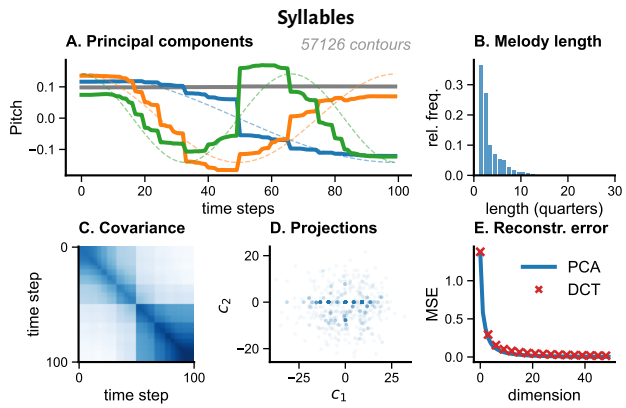 Syllables
A. Principal components
57126 contours
Pitch
0.1
0.0
−0.1
0 20 40 60 80 100
time steps
B. Melody length
rel. freq.
0.3
0.2
0.1
0.0
0 10 20 30
length (quarters)
C. Covariance
time step
0
100
0 100
time step
D. Projections
c2
20
0
−20
−25 0 25
c1
E. Reconstr. error
MSE
1.0
0.5
0.0
PCA
DCT
0 20 40
dimension